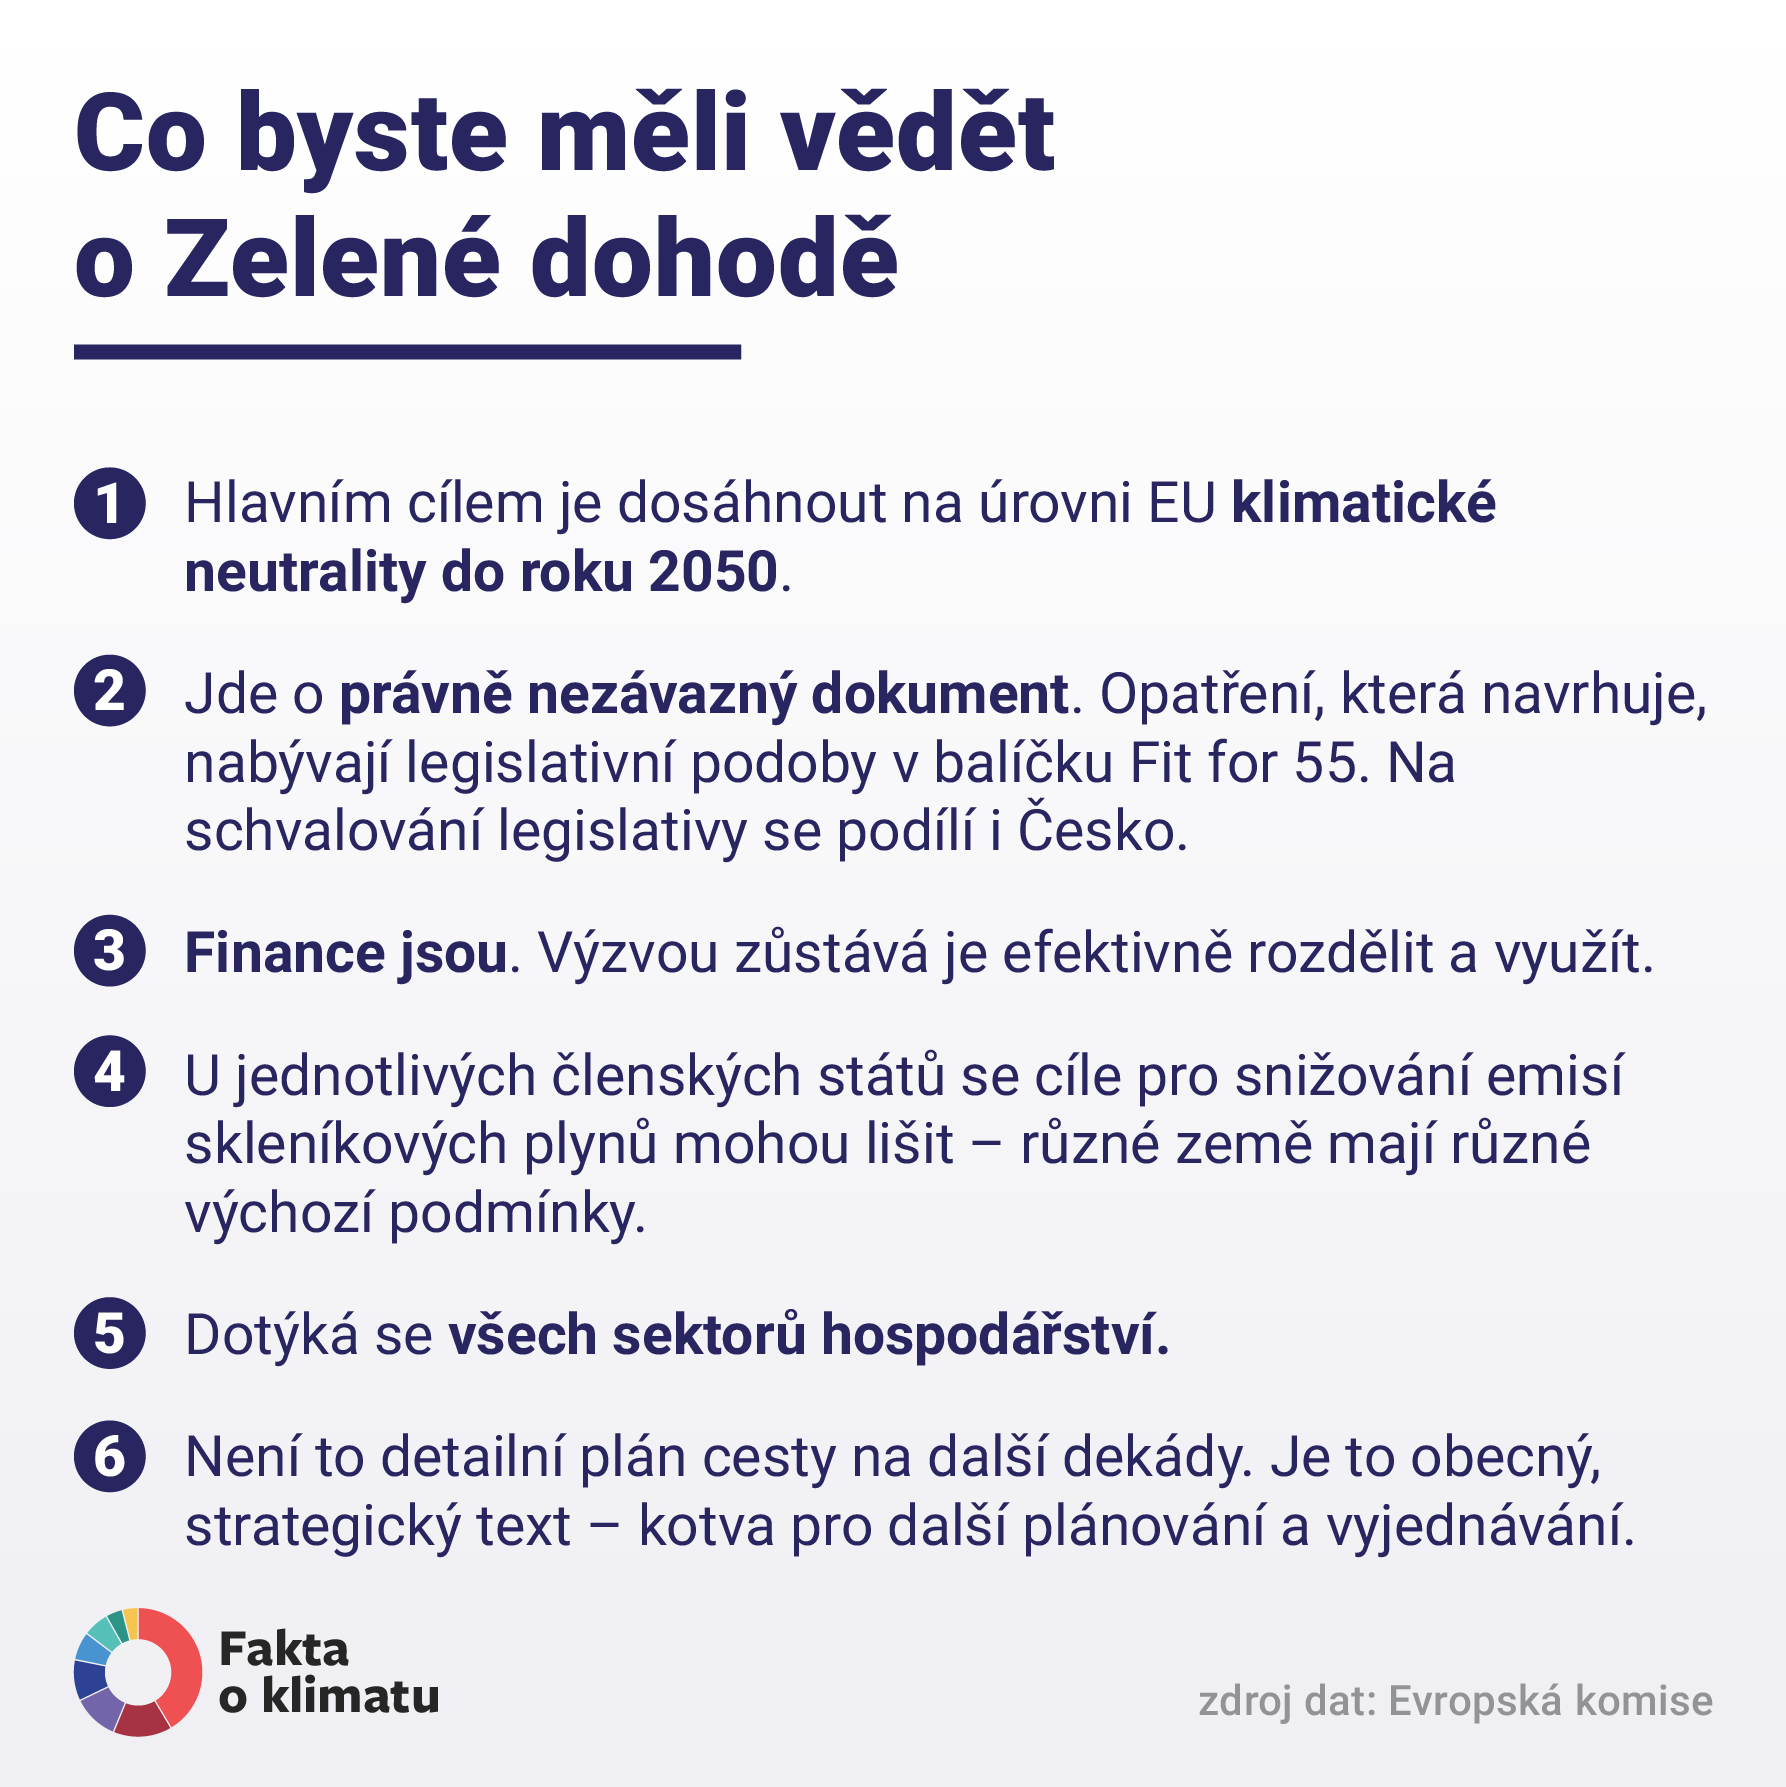 Co byste měli vědět
o Zelené dohodě
1 Hlavním cílem je dosáhnout na úrovni EU klimatické
neutrality do roku 2050.
2 Jde o právně nezávazný dokument. Opatření, která navrhuje,
nabývají legislativní podoby v balíčku Fit for 55. Na
schvalování legislativy se podílí i Česko.
3 Finance jsou. Výzvou zůstává je efektivně rozdělit a využít.
4 U jednotlivých členských států se cíle pro snižování emisí
skleníkových plynů mohou lišit – různé země mají různé
výchozí podmínky.
5 Dotýká se všech sektorů hospodářství.
6 Není to detailní plán cesty na další dekády. Je to obecný,
strategický text – kotva pro další plánování a vyjednávání.
Fakta
o klimatu
zdroj dat: Evropská komise